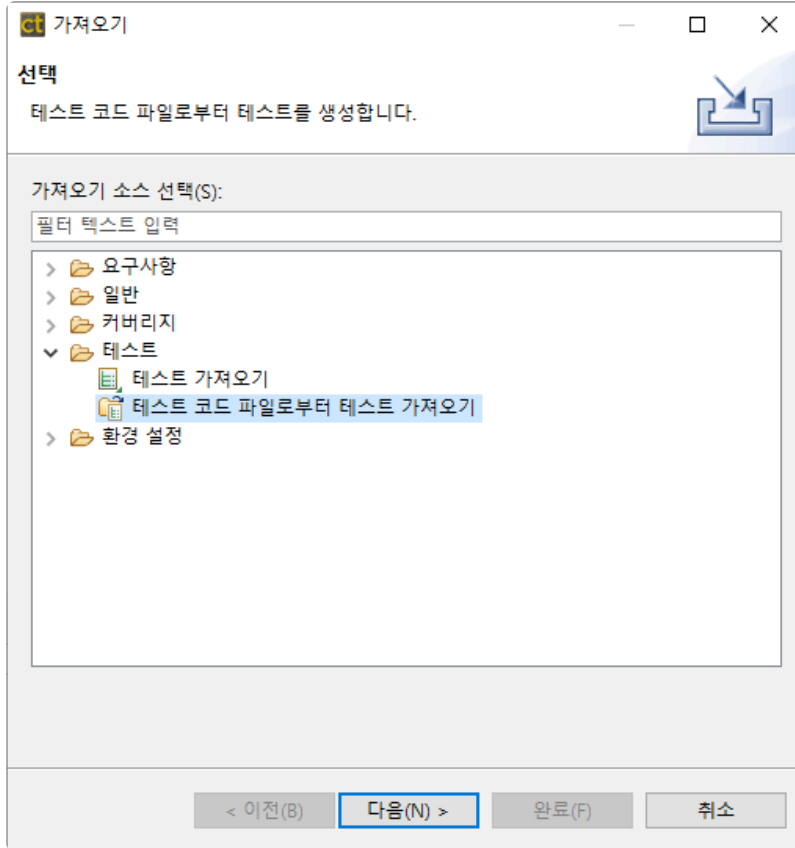 ct 가져오기
선택
테스트 코드 파일로부터 테스트를 생성합니다.
가져오기 소스 선택(S):
필터 텍스트 입력
요구사항
일반
커버리지
테스트
테스트 가져오기
테스트 코드 파일로부터 테스트 가져오기
환경 설정
< 이전(B) 다음(N) > 완료(F) 취소